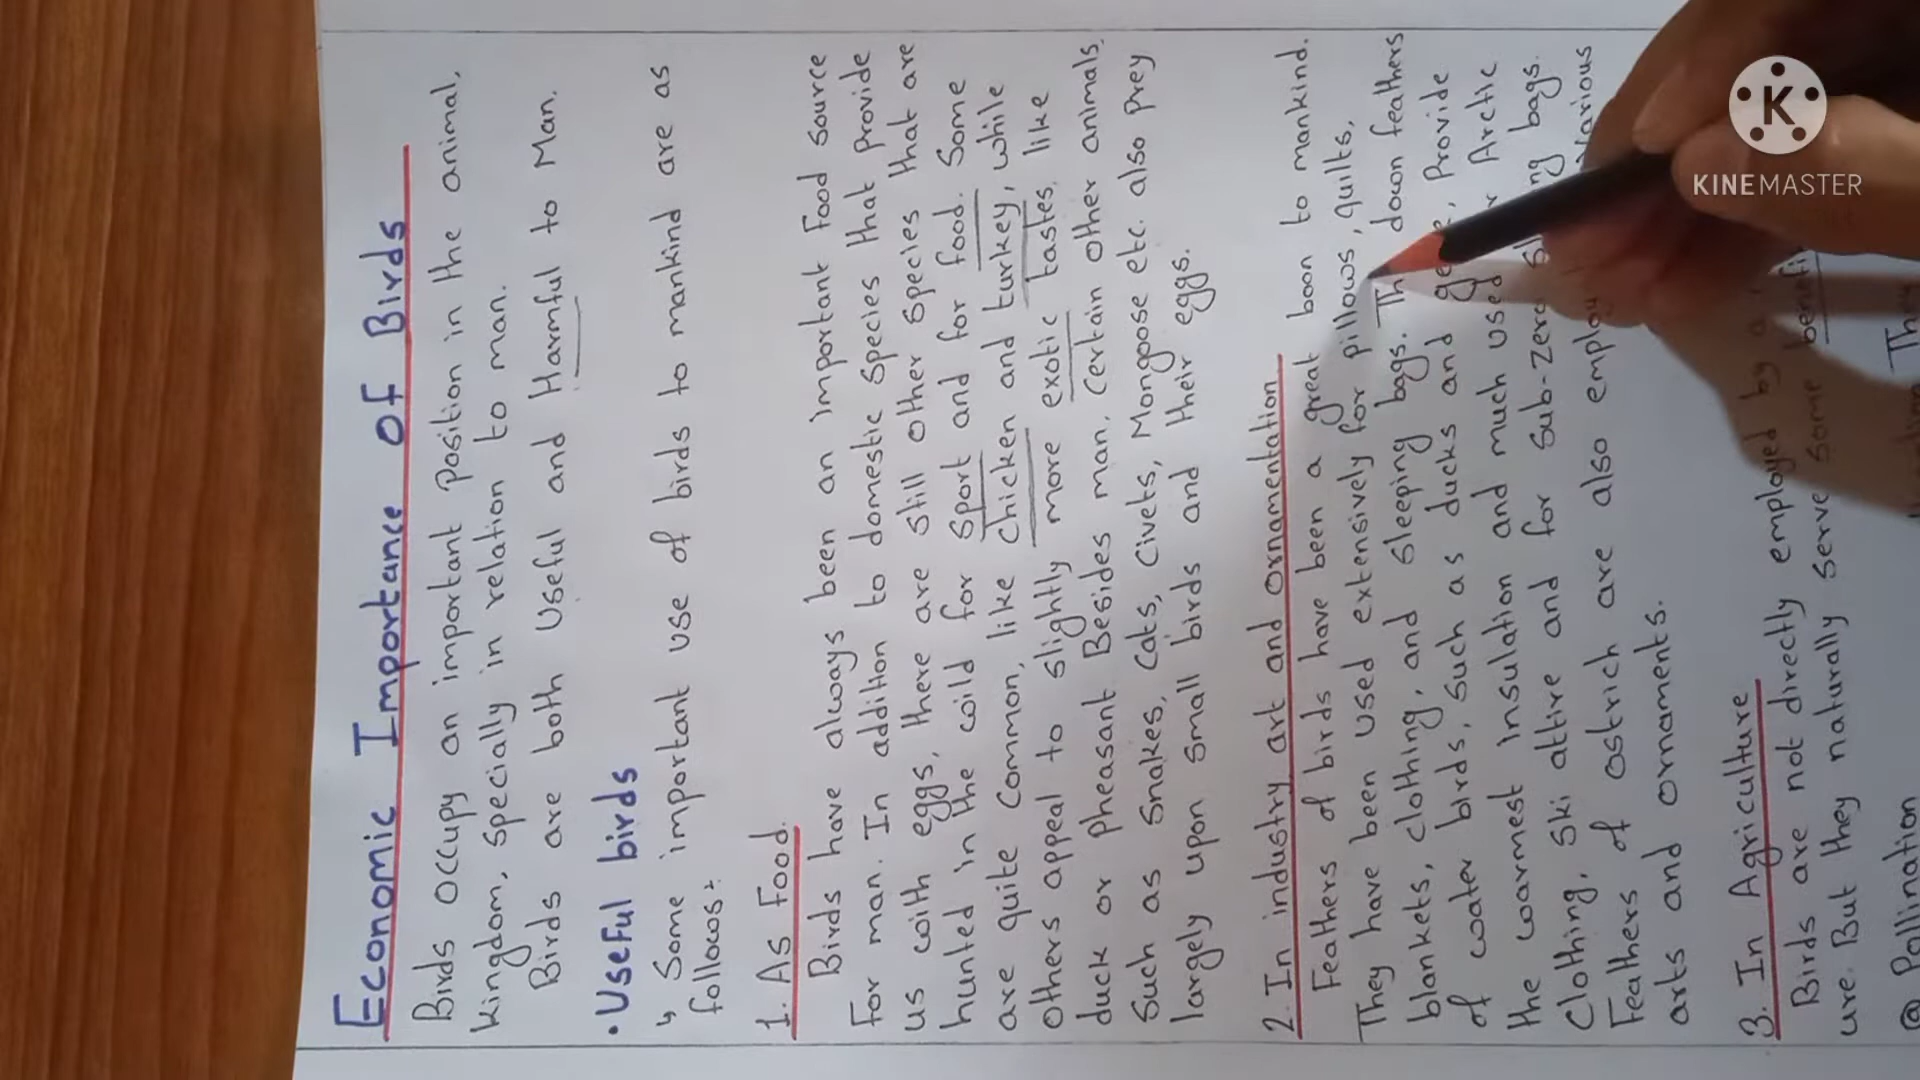 Economic Importance of Birds
Birds occupy an important position in the animal,
kingdom, specially in relation to man.
Birds are both useful and Harmful to Man.
• Useful birds
↳ Some important use of birds to mankind are as
follows:
1. As Food.
Birds have always been an important food source
for man. In addition to domestic species that provide
us with eggs, there are still other species that are
hunted in the wild for sport and for food. Some
are quite common, like chicken and turkey, while
others appeal to slightly more exotic tastes, like
duck or pheasant. Besides man, certain other animals,
such as snakes, cats, civets, Mongoose etc. also prey
largely upon small birds and their eggs.
2. In industry, art and ornamentation
Feathers of birds have been a great boon to mankind.
They have been used extensively for pillows, quilts,
blankets, clothing, and sleeping bags. down feathers
of water birds, such as ducks and Provide
the warmest insulation and much used Arctic
Clothing, ski attire and for sub-zero bags.
Feathers of ostrich are also various
arts and ornaments.
3. In Agriculture
Birds are not directly employed by
ure. But they naturally serve some
@ Pollination They
KINEMASTER